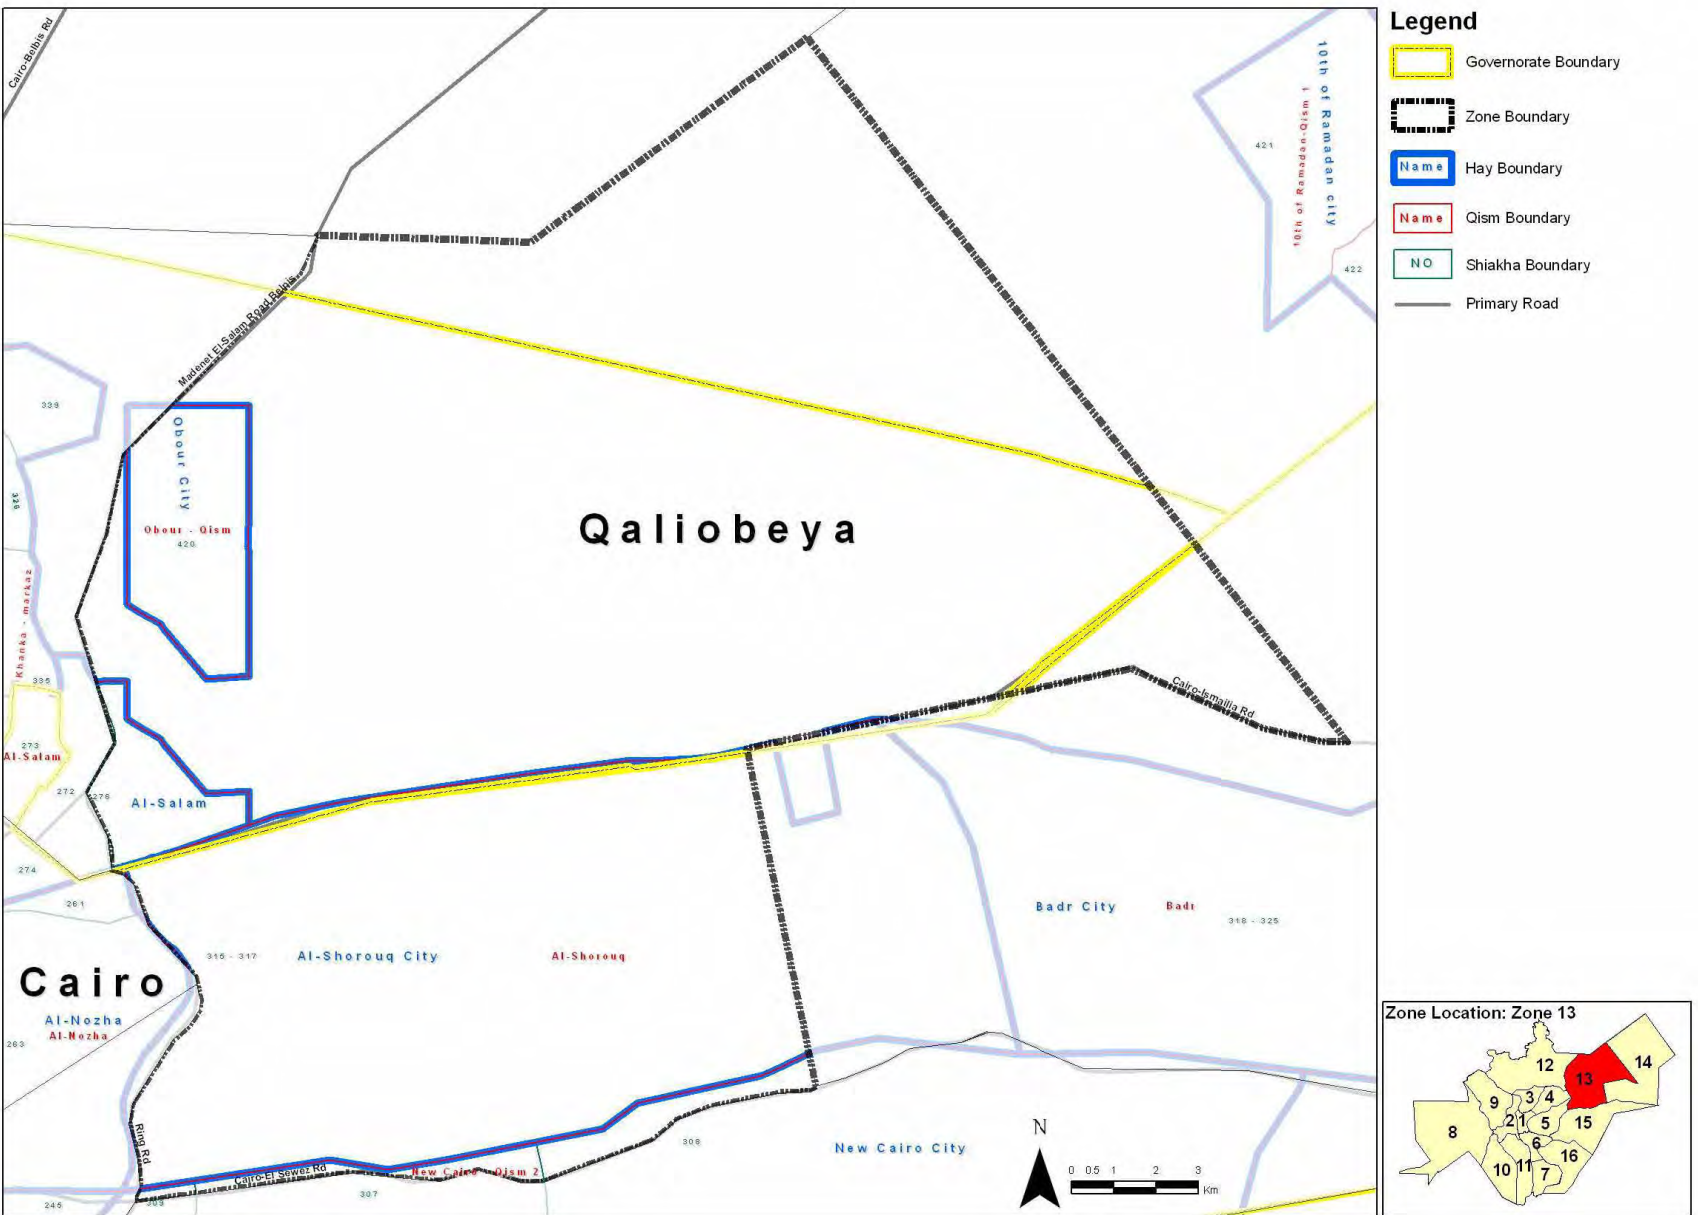 Legend
Governorate Boundary
Zone Boundary
Name Hay Boundary
Name Qism Boundary
NO Shiakha Boundary
Primary Road
Cairo-Belbis Rd
10th of Ramadan city
10th of Ramadan-Qism 1
421
422
Madenet El-Salam Road Belbis
339
Obour City
Obour - Qism
420
Qaliobeya
Khanka - markaz
335
Cairo-Ismailia Rd
273
Al-Salam
272
276
Al-Salam
274
261
Badr City
Badr
318 - 325
315 - 317
Al-Shorouq City
Al-Shorouq
Cairo
Al-Nozha
Al-Nozha
263
Ring Rd
308
New Cairo City
Cairo-El Sewez Rd
New Cairo - Qism 2
307
245
303
N
0 0.5 1 2 3
Km
Zone Location: Zone 13
12
13
14
9
3
4
2
1
5
15
8
6
16
10
11
7